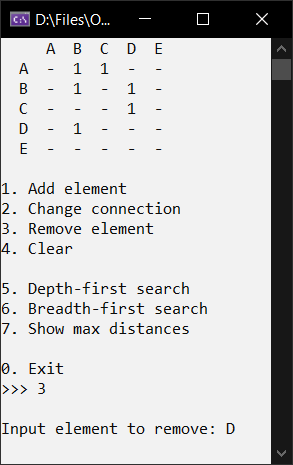 D:\Files\O...
A B C D E
A - 1 1 - -
B - 1 - 1 -
C - - - 1 -
D - 1 - - -
E - - - - -
1. Add element
2. Change connection
3. Remove element
4. Clear
5. Depth-first search
6. Breadth-first search
7. Show max distances
0. Exit
>>> 3
Input element to remove: D